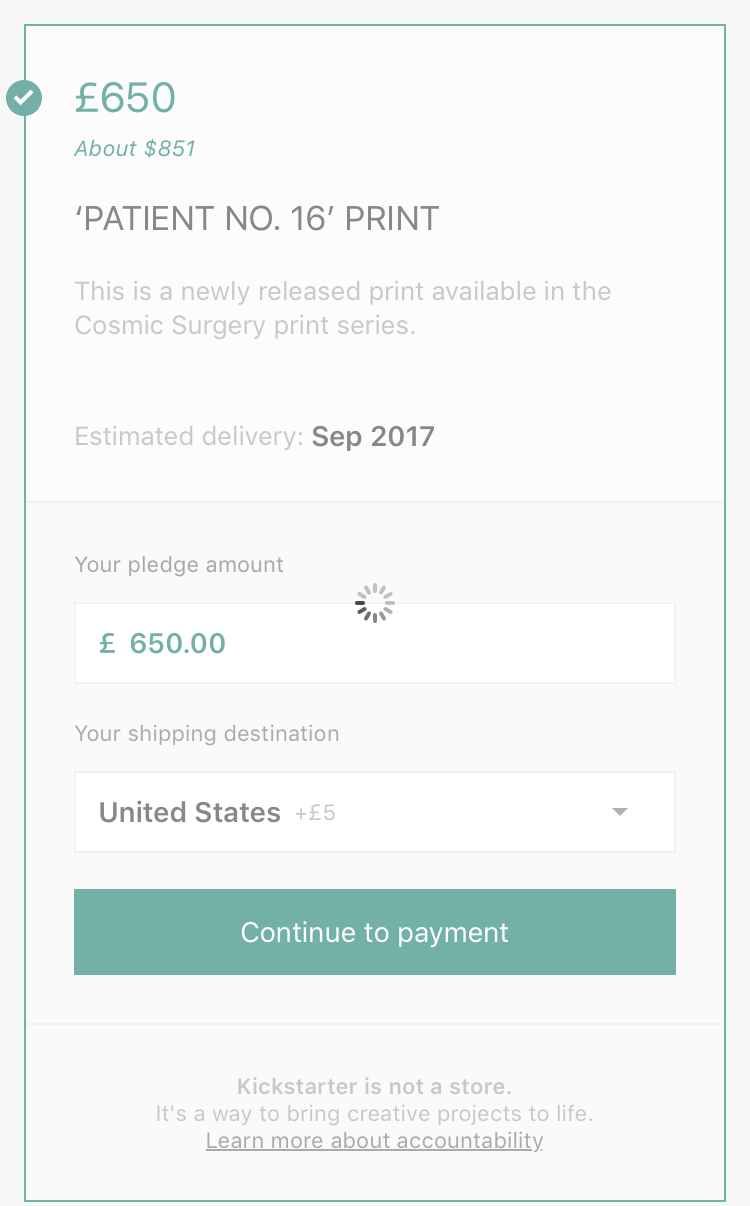 £650
About $851
‘PATIENT NO. 16’ PRINT
This is a newly released print available in the
Cosmic Surgery print series.
Estimated delivery: Sep 2017
Your pledge amount
£ 650.00
Your shipping destination
United States +£5
Continue to payment
Kickstarter is not a store.
It's a way to bring creative projects to life.
Learn more about accountability